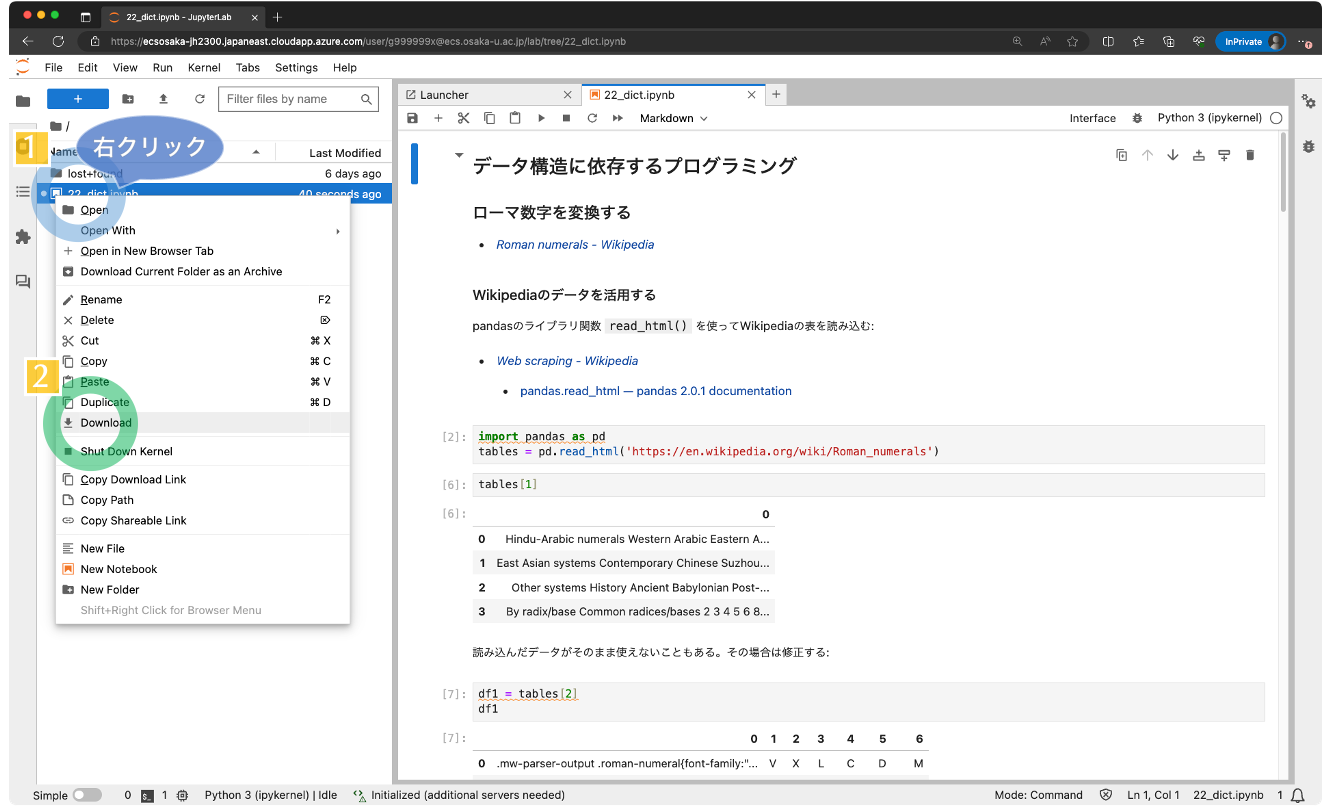 22_dict.ipynb - JupyterLab
https://ecsosaka-jh2300.japaneast.cloudapp.azure.com/user/g999999x@ecs.osaka-u.ac.jp/lab/tree/22_dict.ipynb
InPrivate
File Edit View Run Kernel Tabs Settings Help
+
Filter files by name
/
1
右クリック
Name
Last Modified
lost+found
6 days ago
22_dict.ipynb
40 seconds ago
Open
Open With
Open in New Browser Tab
Download Current Folder as an Archive
Rename F2
Delete
Cut ⌘ X
Copy ⌘ C
2
Paste ⌘ V
Duplicate ⌘ D
Download
Shut Down Kernel
Copy Download Link
Copy Path
Copy Shareable Link
New File
New Notebook
New Folder
Shift+Right Click for Browser Menu
Launcher
22_dict.ipynb
Markdown
Interface
Python 3 (ipykernel)
データ構造に依存するプログラミング
ローマ数字を変換する
• Roman numerals - Wikipedia
Wikipediaのデータを活用する
pandasのライブラリ関数 read_html() を使ってWikipediaの表を読み込む:
• Web scraping - Wikipedia
• pandas.read_html — pandas 2.0.1 documentation
[2]: import pandas as pd
tables = pd.read_html('https://en.wikipedia.org/wiki/Roman_numerals')
[6]: tables[1]
[6]: 0
0 Hindu-Arabic numerals Western Arabic Eastern A...
1 East Asian systems Contemporary Chinese Suzhou...
2 Other systems History Ancient Babylonian Post-...
3 By radix/base Common radices/bases 2 3 4 5 6 8...
読み込んだデータがそのまま使えないこともある。その場合は修正する:
[7]: df1 = tables[2]
df1
[7]: 0 1 2 3 4 5 6
0 .mw-parser-output .roman-numeral{font-family:"... V X L C D M
Simple 0 1 Python 3 (ipykernel) | Idle Initialized (additional servers needed) Mode: Command Ln 1, Col 1 22_dict.ipynb 1